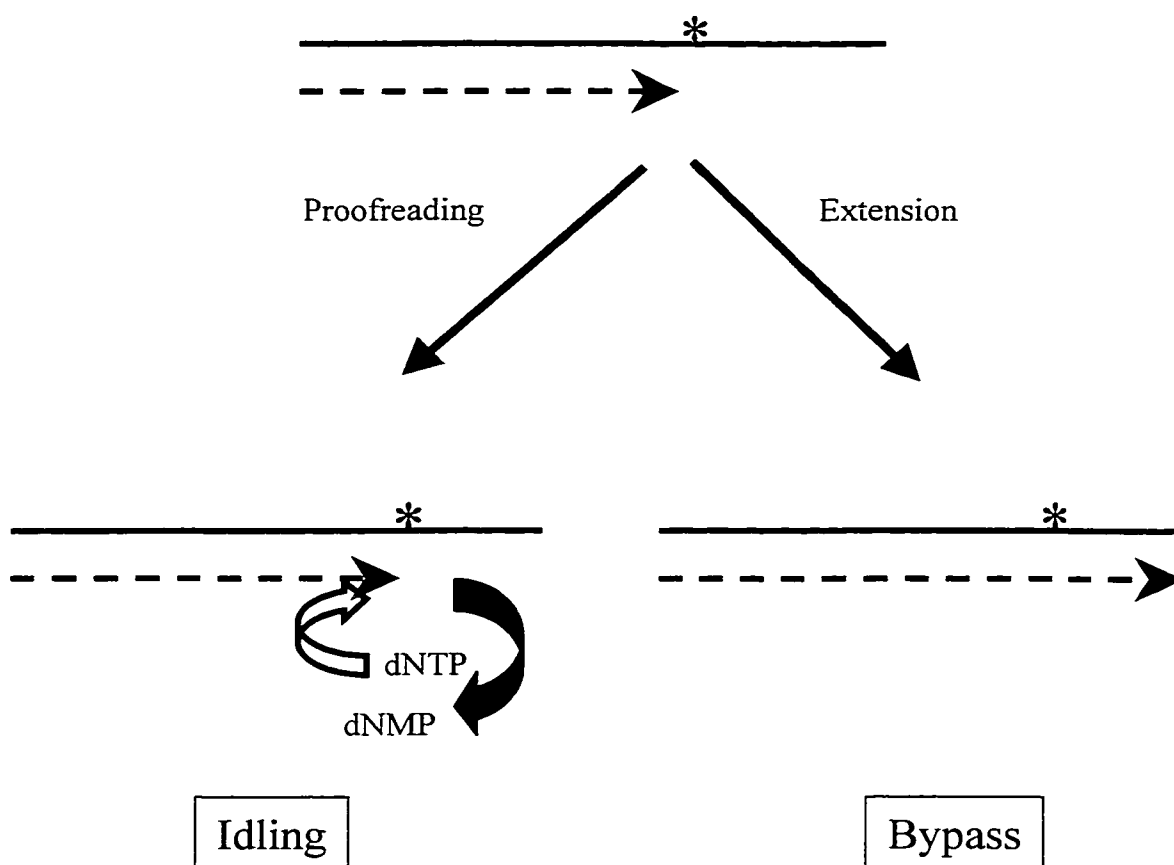 *
Proofreading
Extension
*
*
dNTP
dNMP
Idling
Bypass